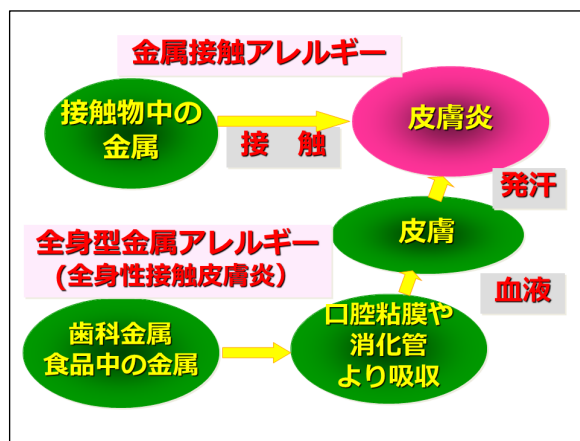 金属接触アレルギー
接触物中の
金属
接　触
皮膚炎
発汗
皮膚
血液
全身型金属アレルギー
(全身性接触皮膚炎）
歯科金属
食品中の金属
口腔粘膜や
消化管
より吸収